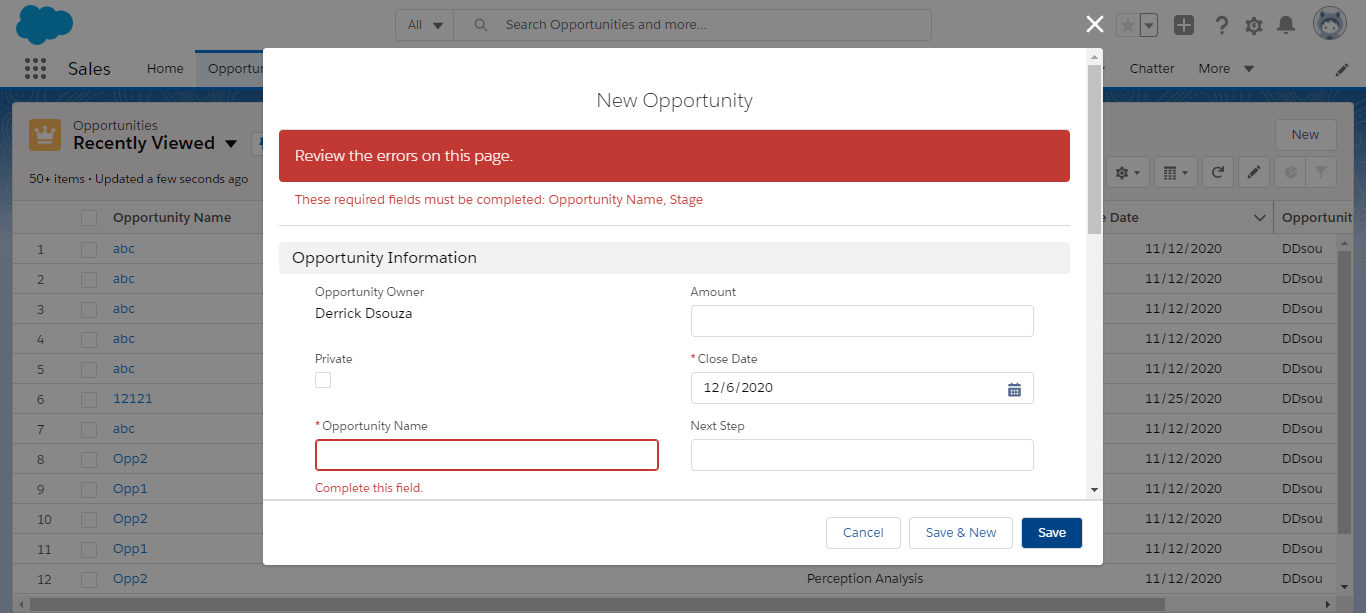 All
Search Opportunities and more...
Sales
Home
Chatter
More
Opportunities
Recently Viewed
New
50+ items • Updated a few seconds ago
Opportunity Name
Date
1 abc 11/12/2020 DDsou
2 abc 11/12/2020 DDsou
3 abc 11/12/2020 DDsou
4 abc 11/12/2020 DDsou
5 abc 11/12/2020 DDsou
6 12121 11/25/2020 DDsou
7 abc 11/12/2020 DDsou
8 Opp2 11/12/2020 DDsou
9 Opp1 11/12/2020 DDsou
10 Opp2 11/12/2020 DDsou
11 Opp1 11/12/2020 DDsou
12 Opp2 Perception Analysis 11/12/2020 DDsou
New Opportunity
Review the errors on this page.
These required fields must be completed: Opportunity Name, Stage
Opportunity Information
Opportunity Owner
Derrick Dsouza
Amount
Private
*Close Date
12/6/2020
*Opportunity Name
Next Step
Complete this field.
Cancel
Save & New
Save